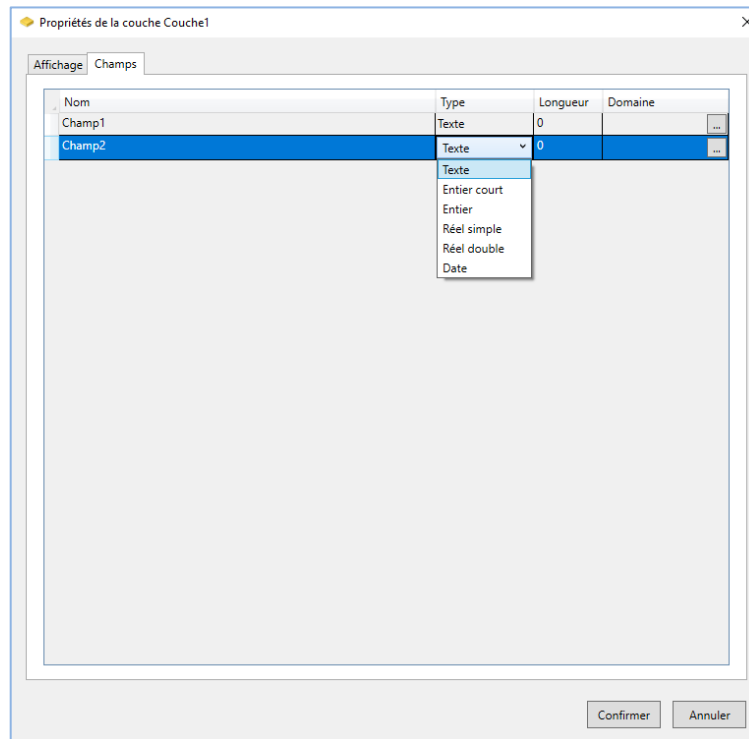 Propriétés de la couche Couche1
Affichage Champs
Nom Type Longueur Domaine
Champ1 Texte 0 ...
Champ2 Texte 0 ...
Texte
Entier court
Entier
Réel simple
Réel double
Date
Confirmer Annuler